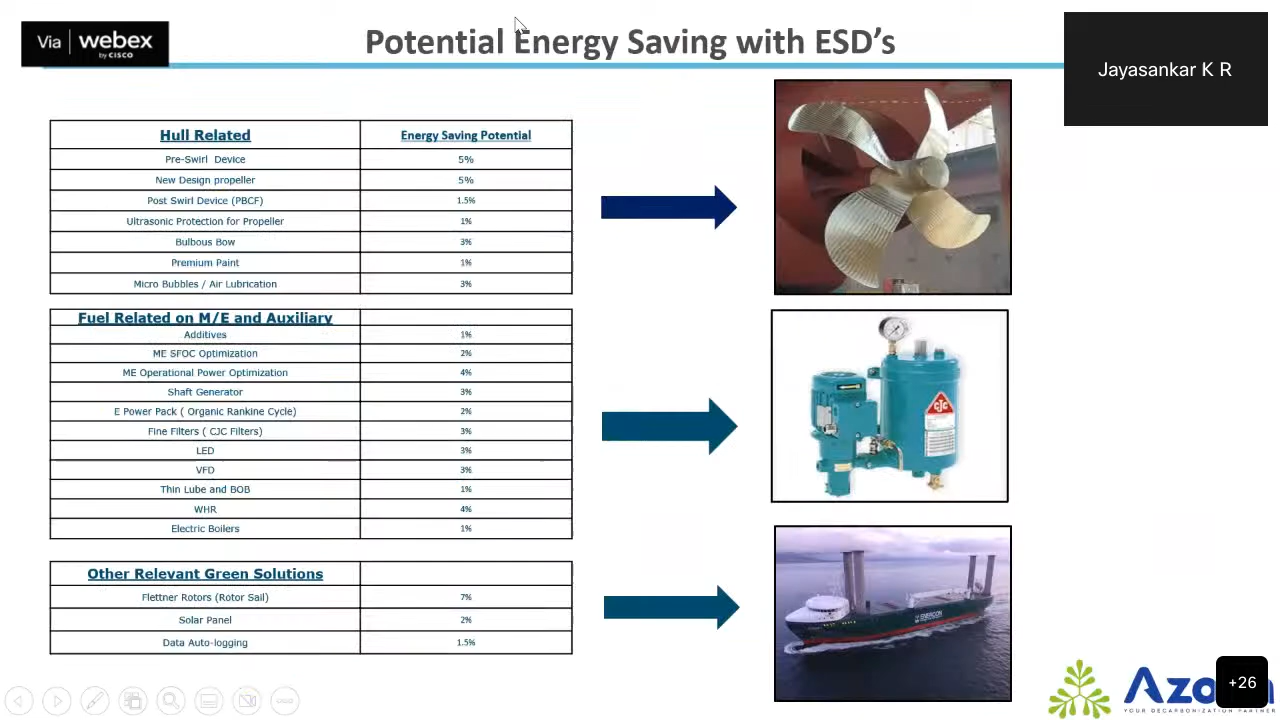 Via webex
by CISCO
Potential Energy Saving with ESD's
Jayasankar K R
Hull Related Energy Saving Potential
Pre-Swirl Device 5%
New Design propeller 5%
Post Swirl Device (PBCF) 1.5%
Ultrasonic Protection for Propeller 1%
Bulbous Bow 3%
Premium Paint 1%
Micro Bubbles / Air Lubrication 3%
Fuel Related on M/E and Auxiliary
Additives 1%
ME SFOC Optimization 2%
ME Operational Power Optimization 4%
Shaft Generator 3%
E Power Pack ( Organic Rankine Cycle) 2%
Fine Filters ( CJC Filters) 3%
LED 3%
VFD 3%
Thin Lube and BOB 1%
WHR 4%
Electric Boilers 1%
Other Relevant Green Solutions
Flettner Rotors (Rotor Sail) 7%
Solar Panel 2%
Data Auto-logging 1.5%
CJC
ENERCON
+26
YOUR DECARBONIZATION PARTNER